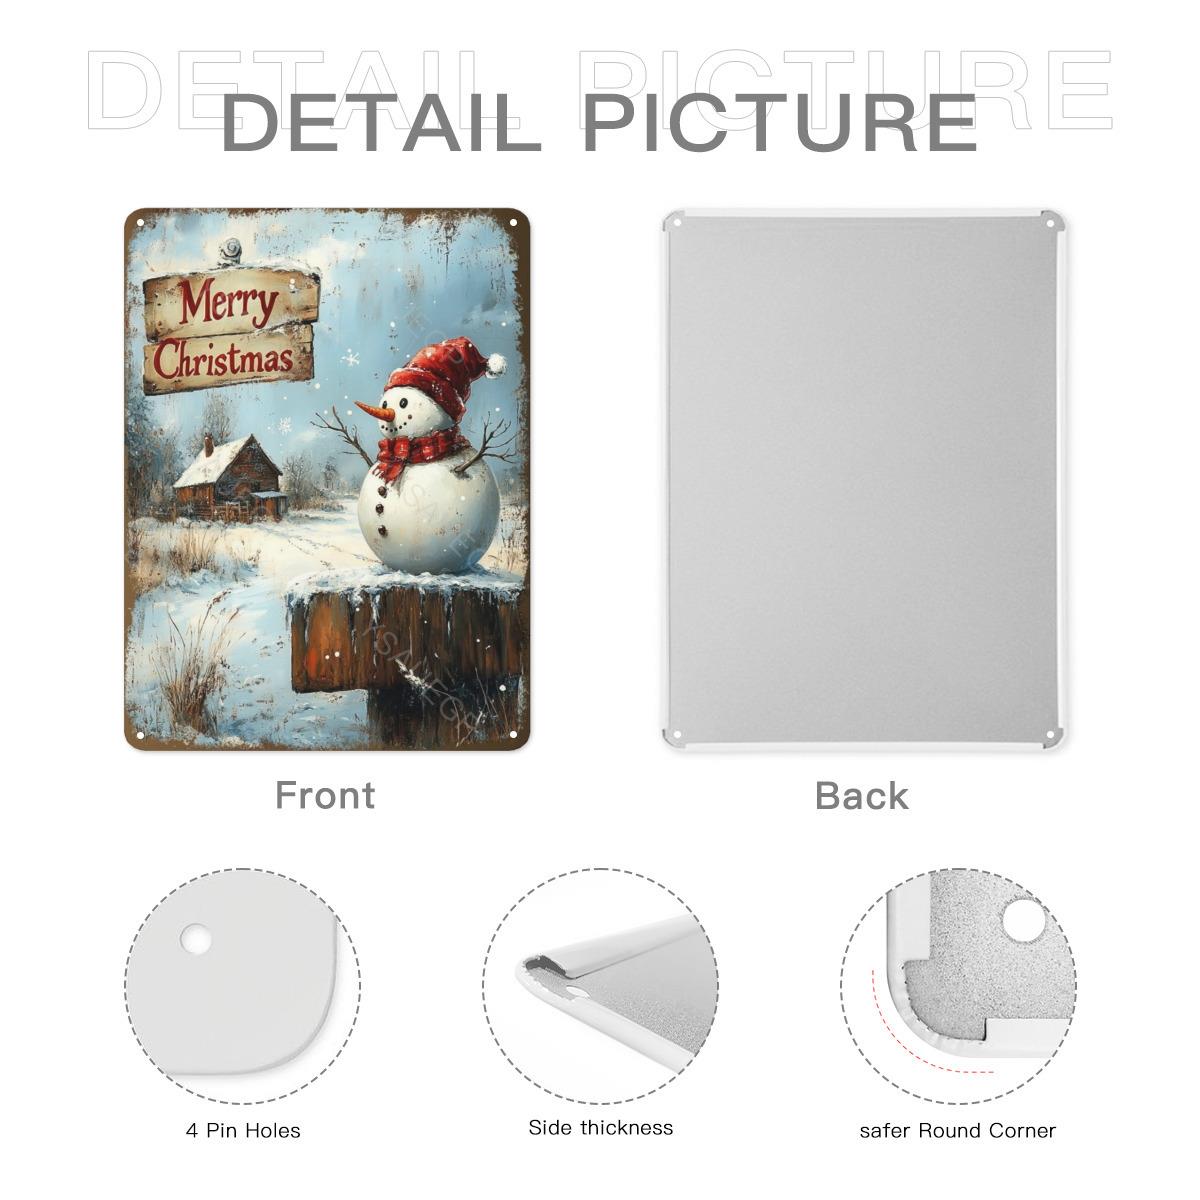 DETAIL PICTURE
DETAIL PICTURE
Merry
Christmas
Front
Back
4 Pin Holes
Side thickness
safer Round Corner